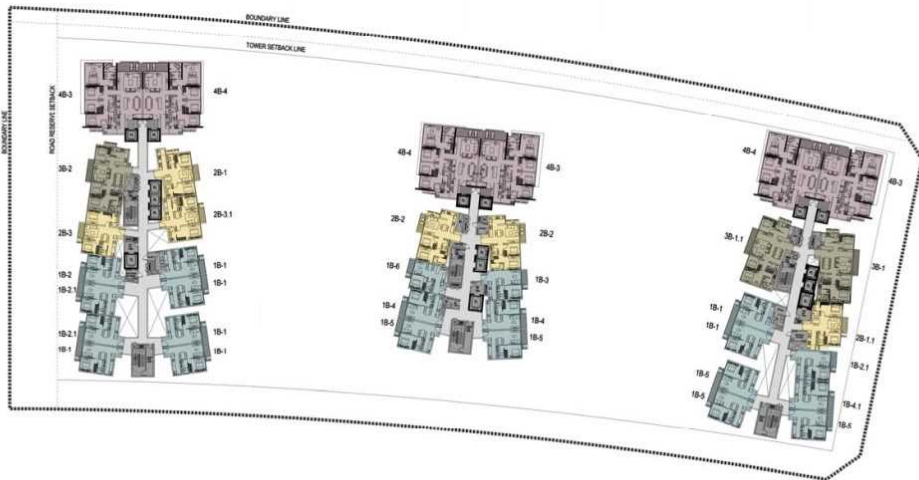 BOUNDARY LINE
TOWER SETBACK LINE
BOUNDARY LINE
ROAD RESERVE SETBACK
4B-3
4B-4
3B-2
2B-1
2B-3.1
2B-3
1B-2
1B-2.1
1B-1
1B-1
1B-2.1
1B-1
1B-1
1B-1
4B-4
4B-3
2B-2
2B-2
1B-6
1B-3
1B-4
1B-5
1B-4
1B-5
4B-4
4B-3
3B-1.1
3B-1
1B-1
1B-1
2B-1.1
1B-2.1
1B-5
1B-5
1B-4.1
1B-5